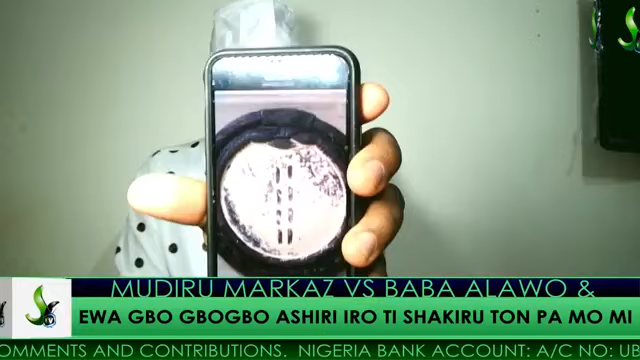 MUDIRU MARKAZ VS BABA ALAWO &
EWA GBO GBOGBO ASHIRI IRO TI SHAKIRU TON PA MO MI
OMMENTS AND CONTRIBUTIONS. NIGERIA BANK ACCOUNT: A/C NO: UB